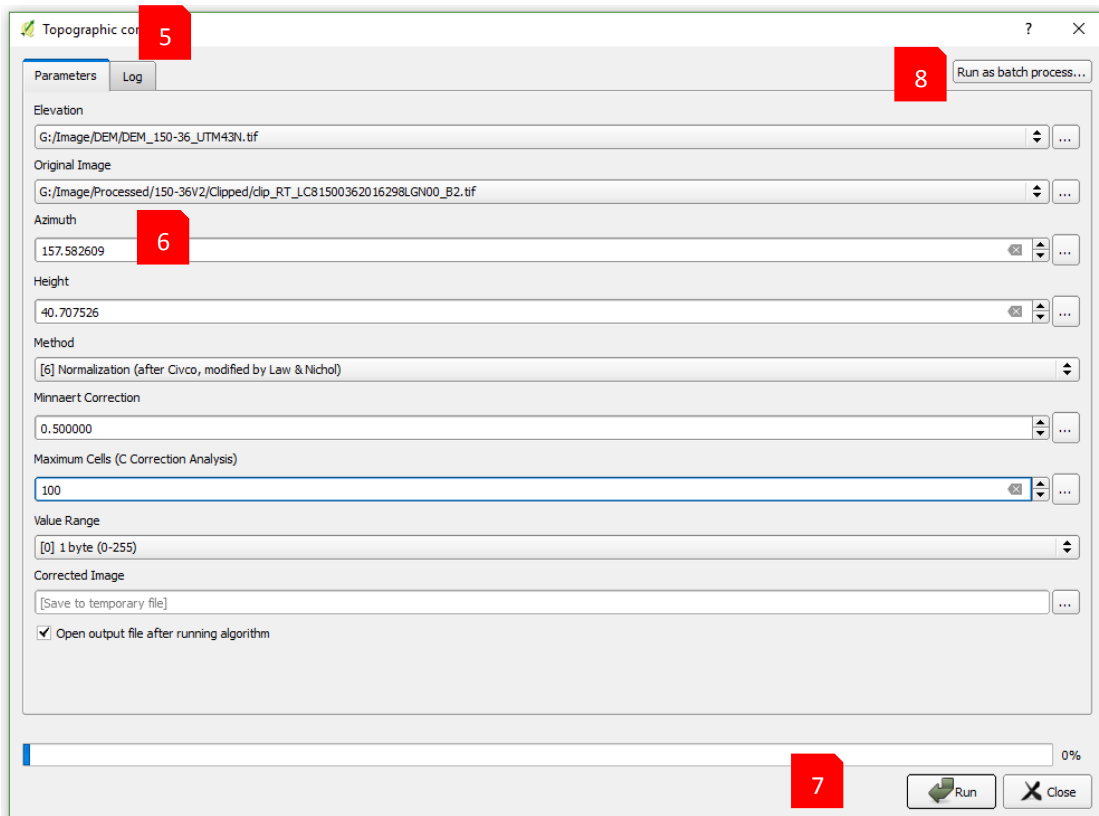 Topographic cor
5
? ×
Parameters
Log
8
Run as batch process...
Elevation
G:/Image/DEM/DEM_150-36_UTM43N.tif
...
Original Image
G:/Image/Processed/150-36V2/Clipped/clip_RT_LC81500362016298LGN00_B2.tif
...
Azimuth
6
157.582609
...
Height
40.707526
...
Method
[6] Normalization (after Civco, modified by Law & Nichol)
Minnaert Correction
0.500000
...
Maximum Cells (C Correction Analysis)
100
...
Value Range
[0] 1 byte (0-255)
Corrected Image
[Save to temporary file]
...
Open output file after running algorithm
0%
7
Run
Close